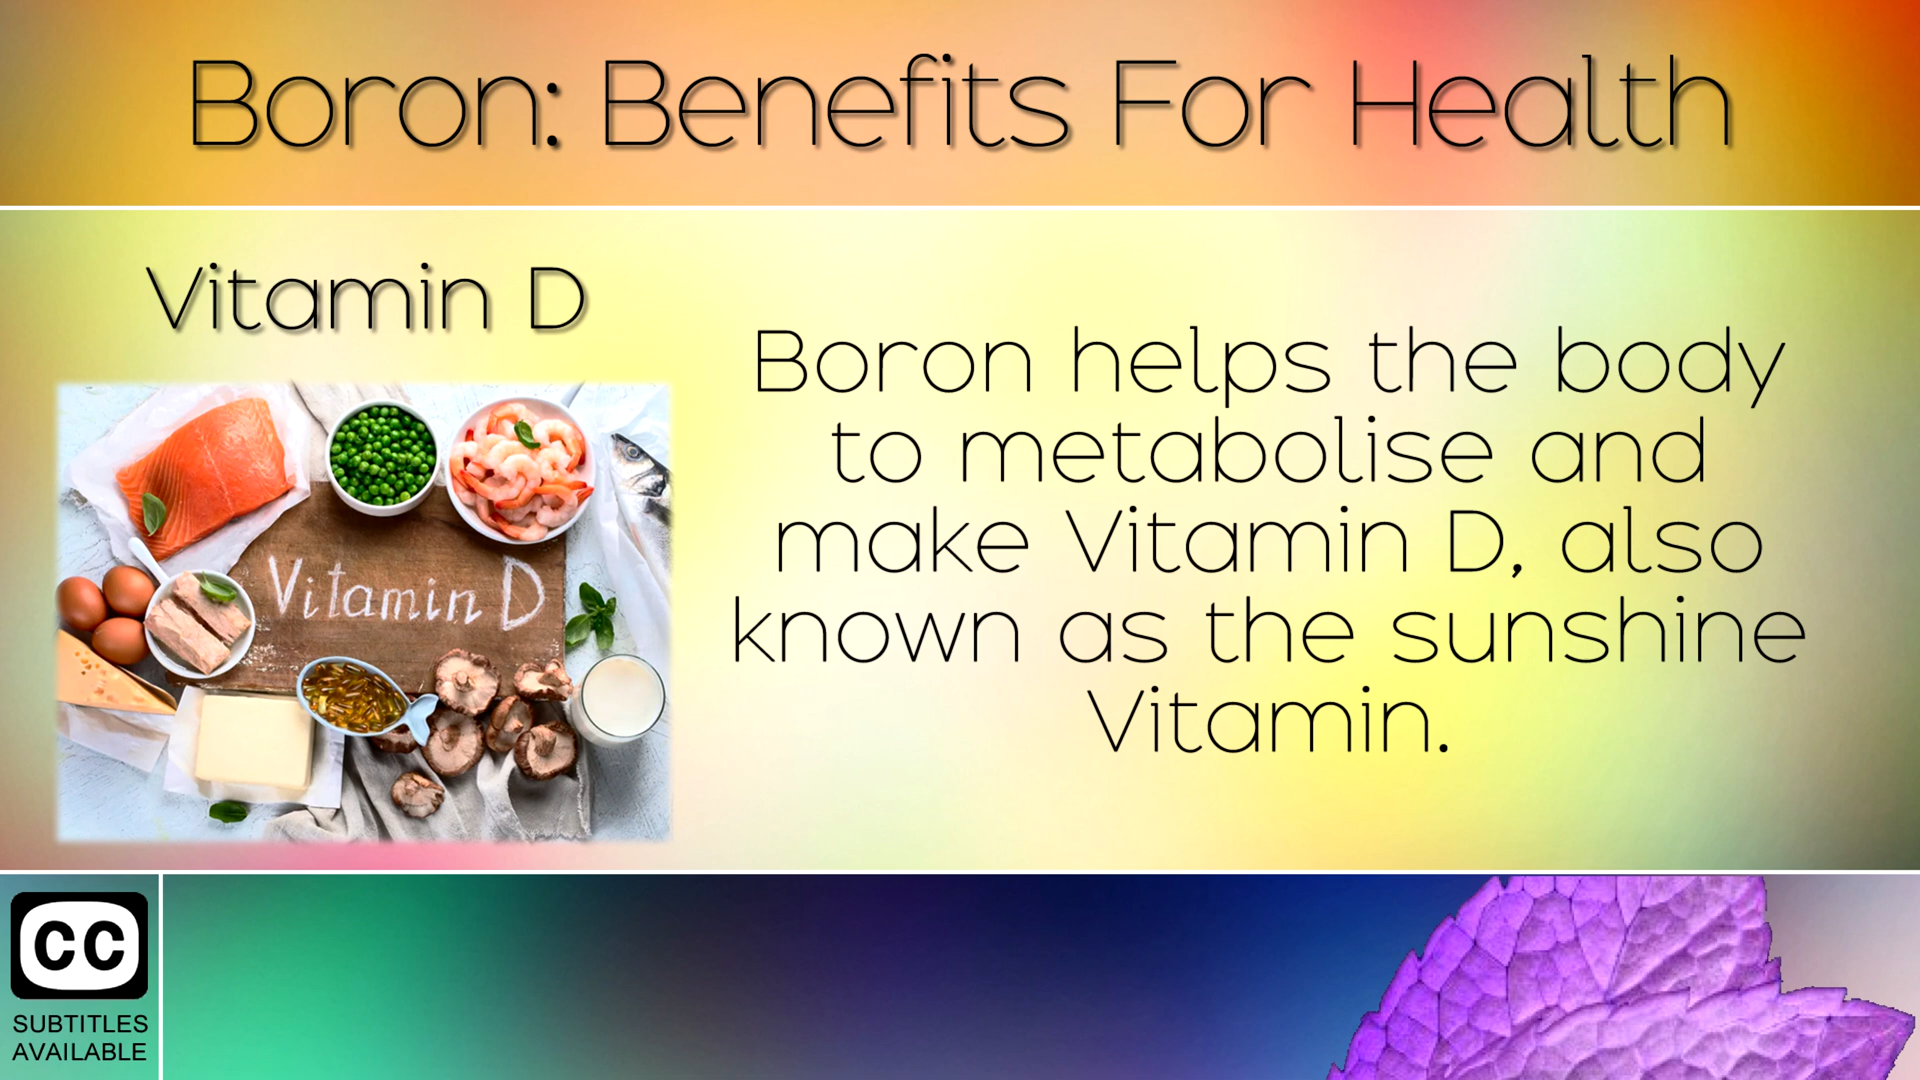 Boron: Benefits For Health
Vitamin D
Vitamin D
Boron helps the body
to metabolise and
make Vitamin D, also
known as the sunshine
Vitamin.
CC
SUBTITLES
AVAILABLE